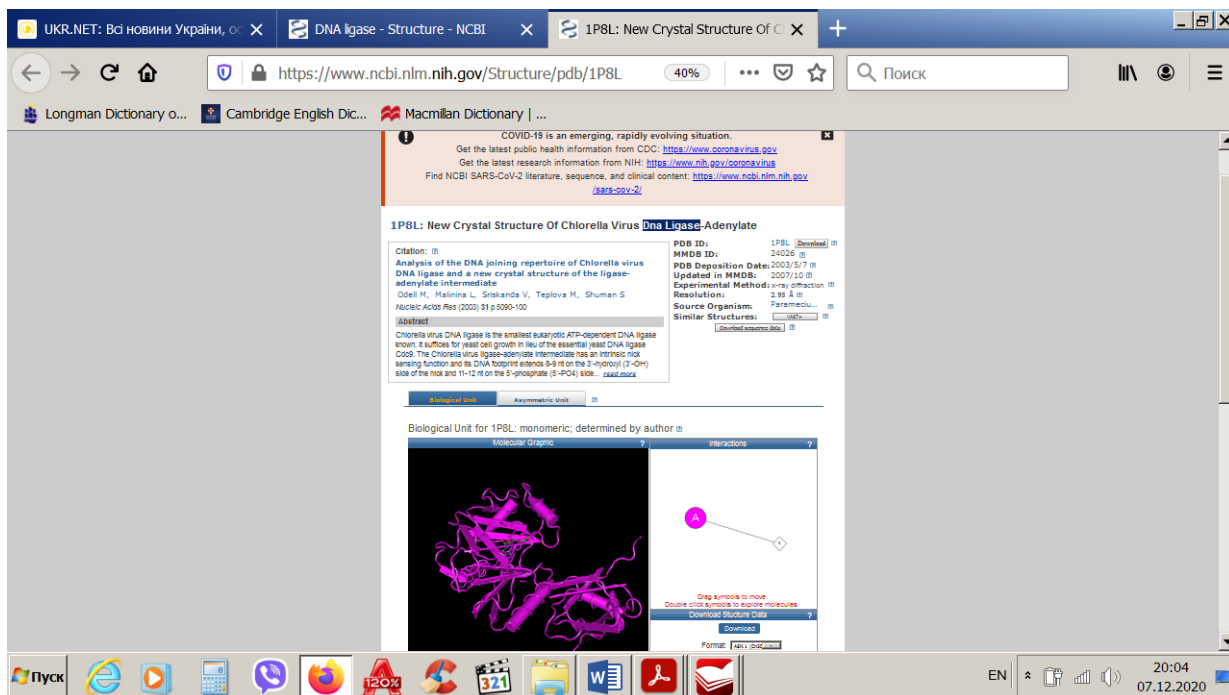 UKR.NET: Всі новини України, ос
DNA ligase - Structure - NCBI
1P8L: New Crystal Structure Of C
https://www.ncbi.nlm.nih.gov/Structure/pdb/1P8L
40%
Поиск
Longman Dictionary o...
Cambridge English Dic...
Macmillan Dictionary | ...
COVID-19 is an emerging, rapidly evolving situation.
Get the latest public health information from CDC: https://www.coronavirus.gov
Get the latest research information from NIH: https://www.nih.gov/coronavirus
Find NCBI SARS-CoV-2 literature, sequence, and clinical content: https://www.ncbi.nlm.nih.gov
/sars-cov-2/
1P8L: New Crystal Structure Of Chlorella Virus Dna Ligase-Adenylate
Citation:
Analysis of the DNA joining repertoire of Chlorella virus
DNA ligase and a new crystal structure of the ligase-
adenylate intermediate
Odell M, Malinina L, Sriskanda V, Teplova M, Shuman S
Nucleic Acids Res (2003) 31 p.5090-100
Abstract
Chlorella virus DNA ligase is the smallest eukaryotic ATP-dependent DNA ligase
known; it suffices for yeast cell growth in lieu of the essential yeast DNA ligase
Cdc9. The Chlorella virus ligase-adenylate intermediate has an intrinsic nick
sensing function and its DNA footprint extends 8-9 nt on the 3'-hydroxyl (3'-OH)
side of the nick and 11-12 nt on the 5'-phosphate (5'-PO4) side... read more
PDB ID: 1P8L Download
MMDB ID: 24026
PDB Deposition Date: 2003/5/7
Updated in MMDB: 2007/10
Experimental Method: x-ray diffraction
Resolution: 2.95 Å
Source Organism: Parameciu...
Similar Structures: VAST+
Download sequence data
Biological Unit
Asymmetric Unit
Biological Unit for 1P8L: monomeric; determined by author
Molecular Graphic ?
Interactions ?
A
1
Drag symbols to move
Double click symbols to explore molecules
Download Stucture Data ?
Download
Format:
Пуск
120%
321
EN
20:04
07.12.2020